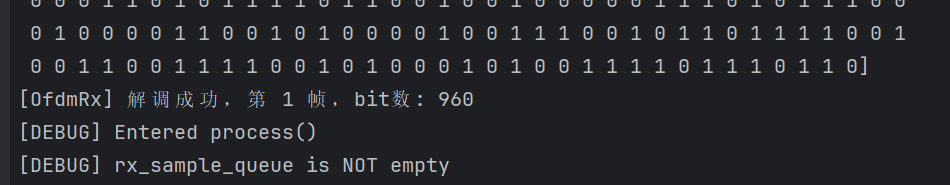 0 1 0 0 0 0 1 1 0 0 1 0 1 0 0 0 0 1 0 0 1 1 1 0 0 1 0 1 1 0 1 1 1 1 0 0 1
0 0 1 1 0 0 1 1 1 1 0 0 1 0 1 0 0 0 1 0 1 0 0 1 1 1 1 0 1 1 1 0 1 1 0]
[OfdmRx] 解调成功，第 1 帧，bit数: 960
[DEBUG] Entered process()
[DEBUG] rx_sample_queue is NOT empty